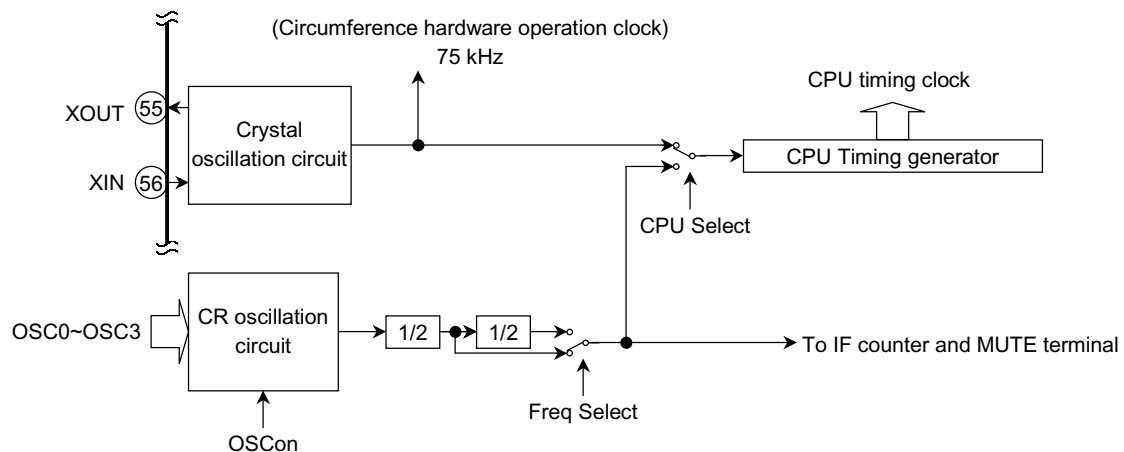 (Circumference hardware operation clock)
75 kHz
CPU timing clock
XOUT
55
Crystal
oscillation circuit
CPU Timing generator
XIN
56
CPU Select
OSC0~OSC3
CR oscillation
circuit
1/2
1/2
To IF counter and MUTE terminal
Freq Select
OSCon